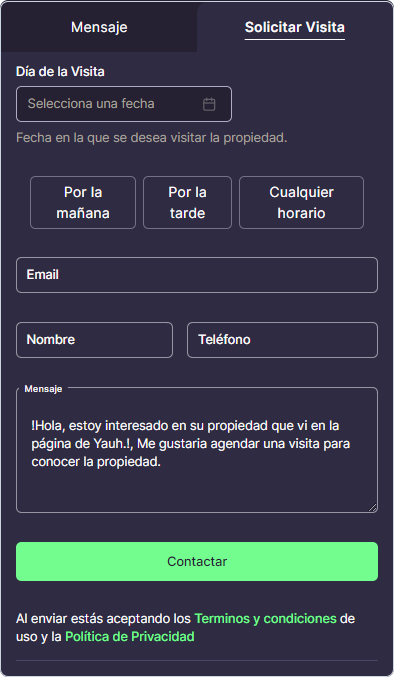 Mensaje
Solicitar Visita
Día de la Visita
Selecciona una fecha
Fecha en la que se desea visitar la propiedad.
Por la mañana
Por la tarde
Cualquier horario
Email
Nombre
Teléfono
Mensaje
!Hola, estoy interesado en su propiedad que vi en la
página de Yauh.!, Me gustaria agendar una visita para
conocer la propiedad.
Contactar
Al enviar estás aceptando los Terminos y condiciones de
uso y la Política de Privacidad